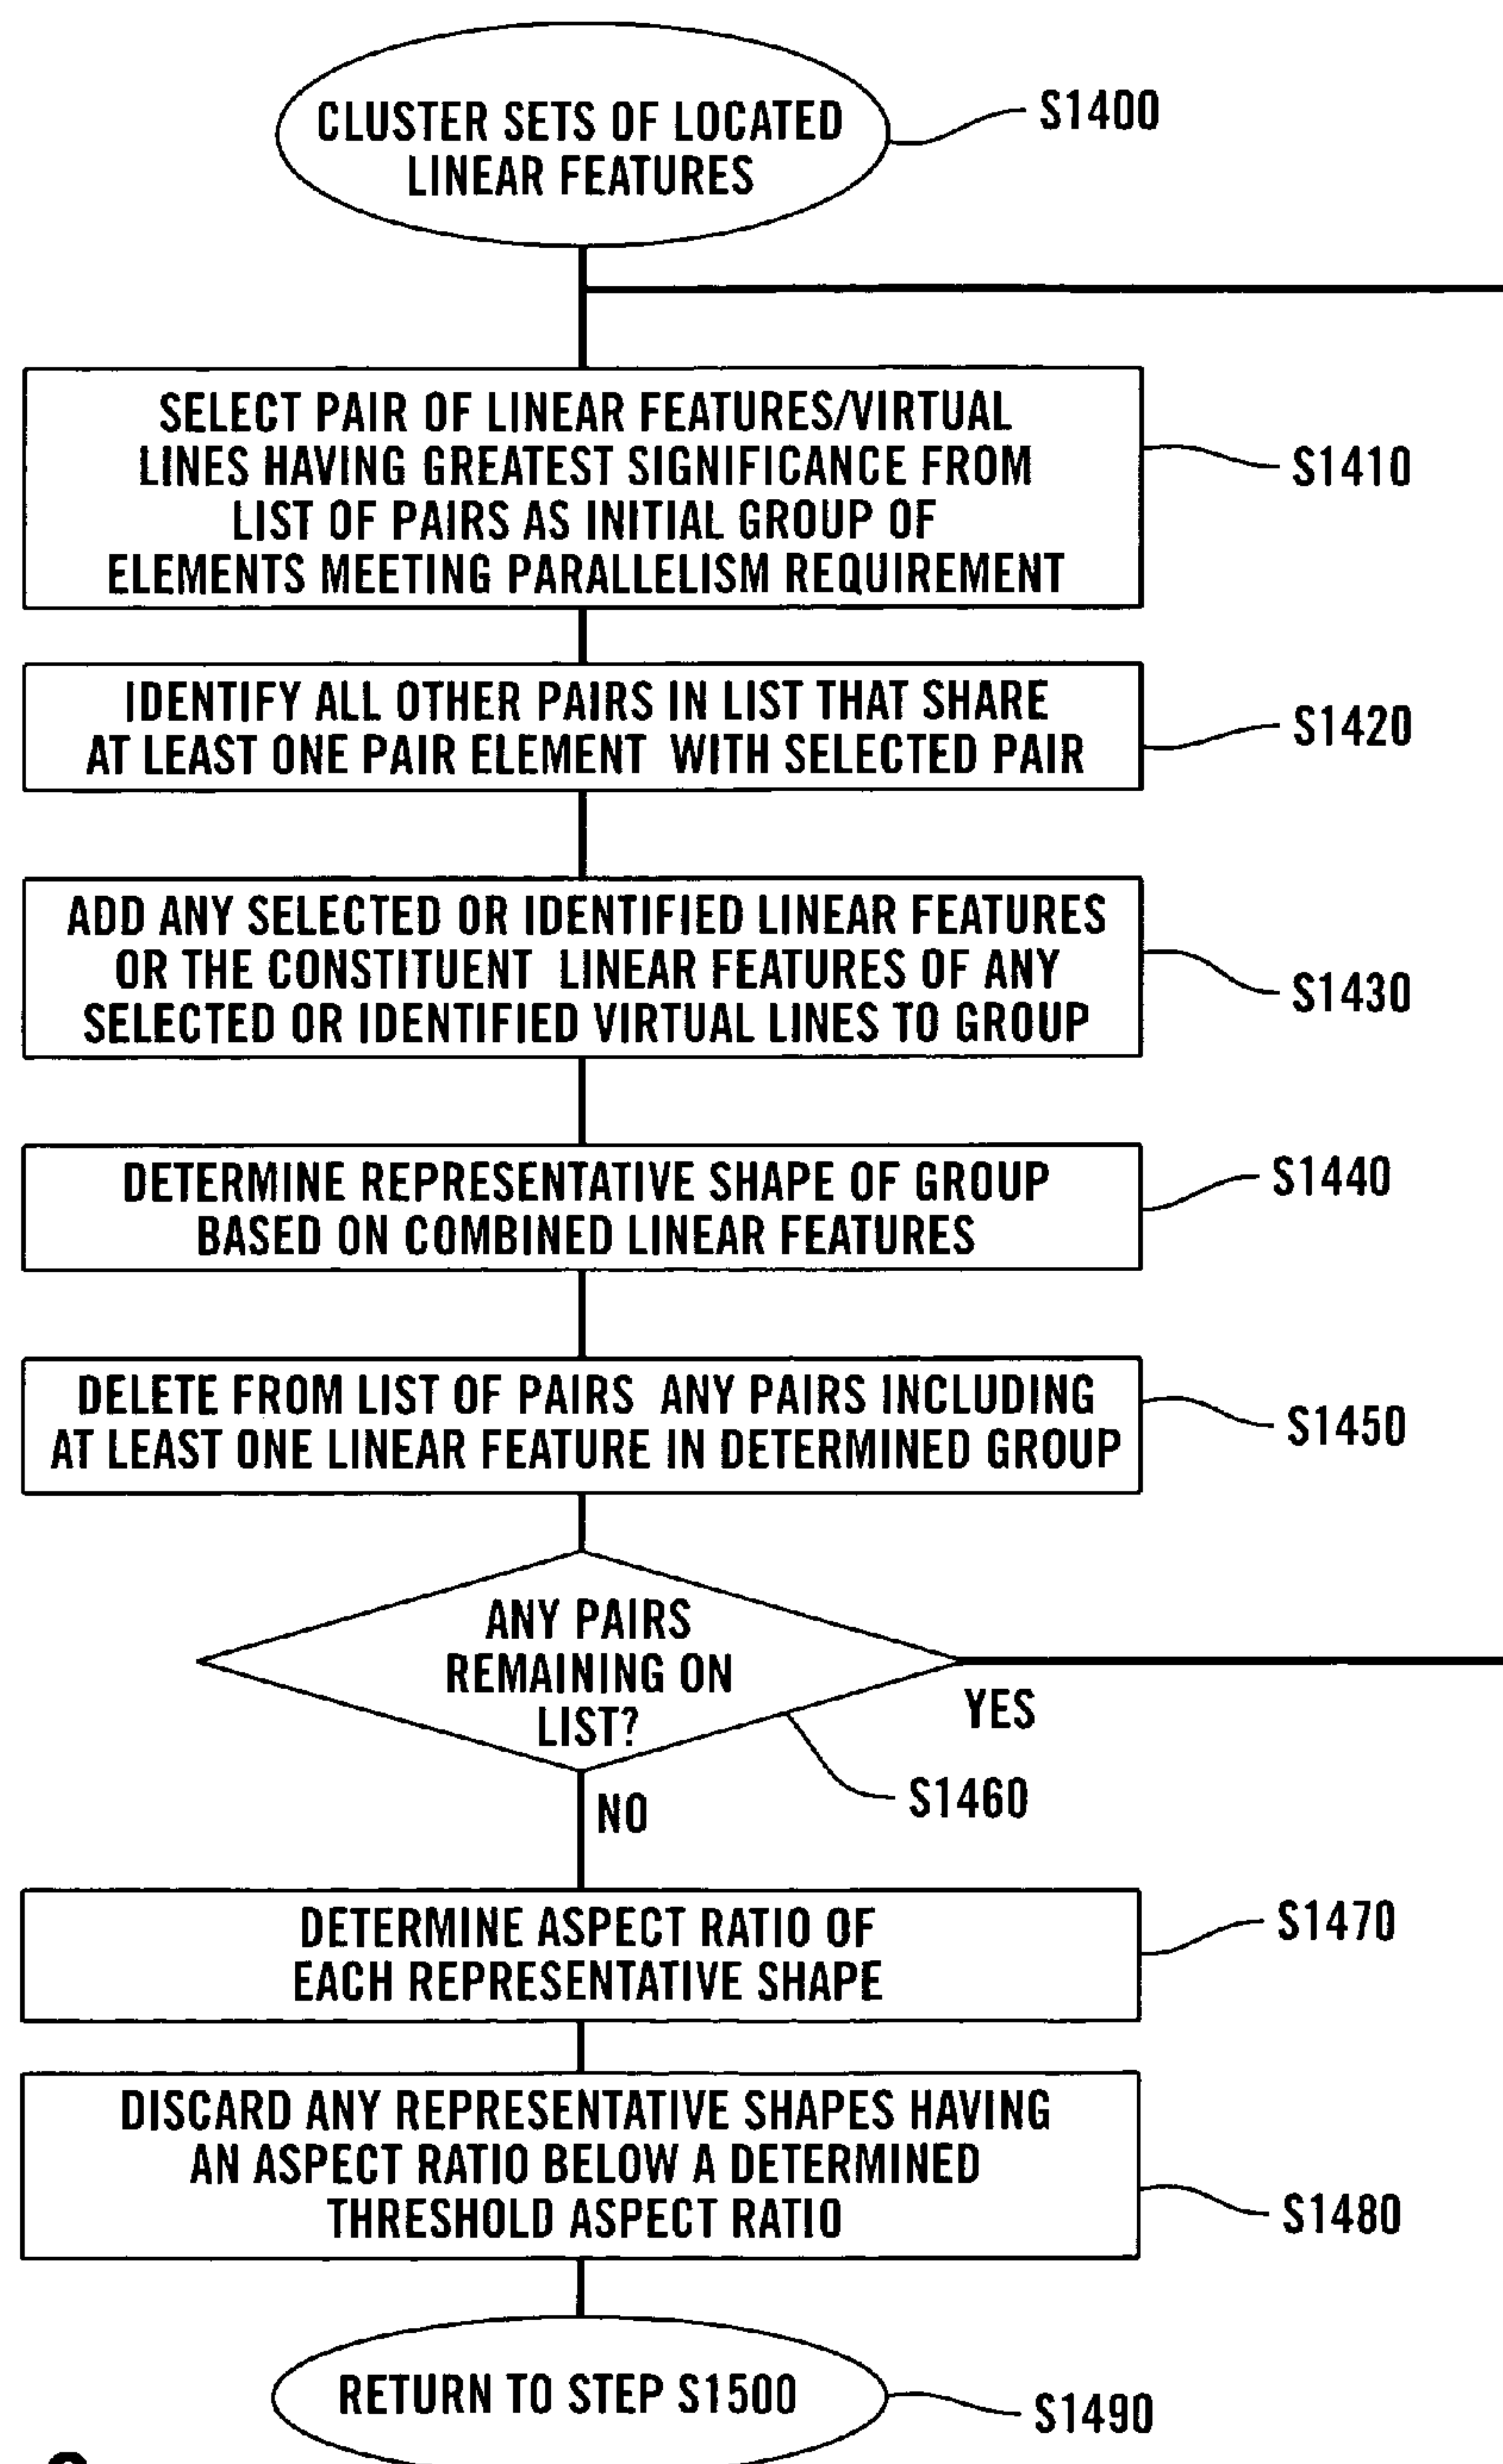 CLUSTER SETS OF LOCATED
LINEAR FEATURES
S1400
SELECT PAIR OF LINEAR FEATURES/VIRTUAL
LINES HAVING GREATEST SIGNIFICANCE FROM
LIST OF PAIRS AS INITIAL GROUP OF
ELEMENTS MEETING PARALLELISM REQUIREMENT
S1410
IDENTIFY ALL OTHER PAIRS IN LIST THAT SHARE
AT LEAST ONE PAIR ELEMENT WITH SELECTED PAIR
S1420
ADD ANY SELECTED OR IDENTIFIED LINEAR FEATURES
OR THE CONSTITUENT LINEAR FEATURES OF ANY
SELECTED OR IDENTIFIED VIRTUAL LINES TO GROUP
S1430
DETERMINE REPRESENTATIVE SHAPE OF GROUP
BASED ON COMBINED LINEAR FEATURES
S1440
DELETE FROM LIST OF PAIRS ANY PAIRS INCLUDING
AT LEAST ONE LINEAR FEATURE IN DETERMINED GROUP
S1450
ANY PAIRS
REMAINING ON
LIST?
YES
S1460
NO
DETERMINE ASPECT RATIO OF
EACH REPRESENTATIVE SHAPE
S1470
DISCARD ANY REPRESENTATIVE SHAPES HAVING
AN ASPECT RATIO BELOW A DETERMINED
THRESHOLD ASPECT RATIO
S1480
RETURN TO STEP S1500
S1490